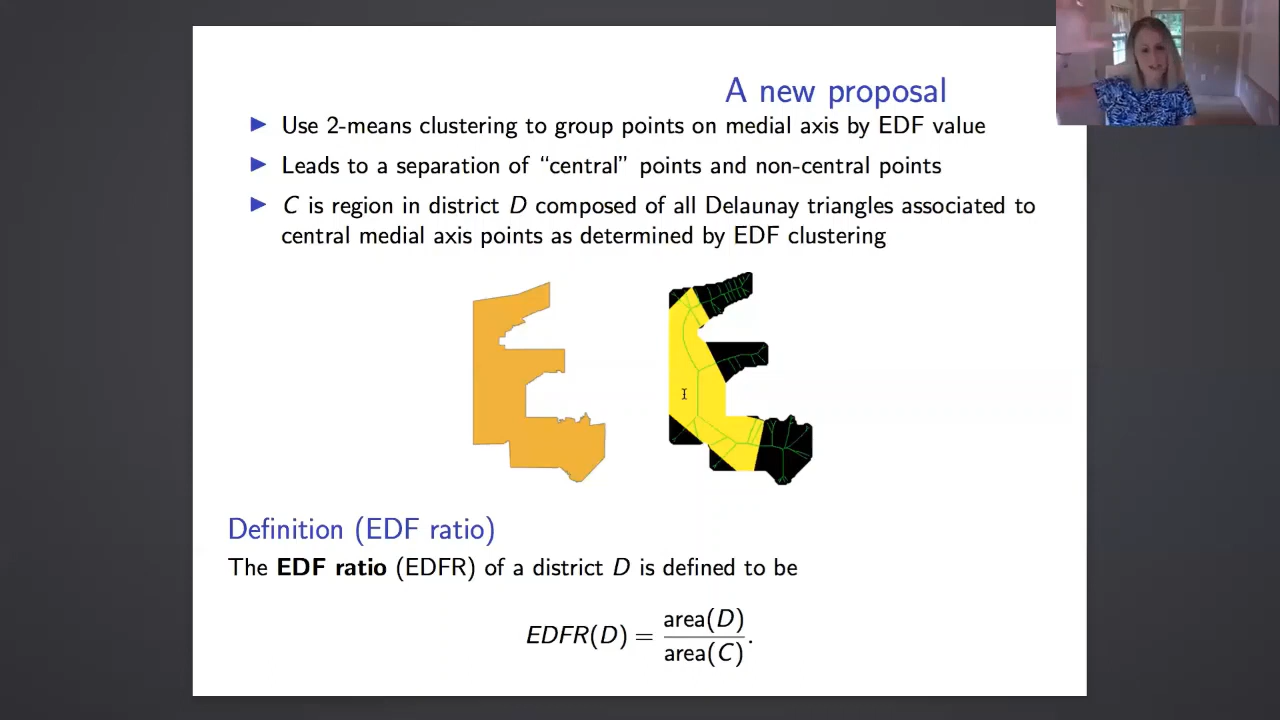 A new proposal
▶ Use 2-means clustering to group points on medial axis by EDF value
▶ Leads to a separation of “central” points and non-central points
▶ C is region in district D composed of all Delaunay triangles associated to
central medial axis points as determined by EDF clustering
Definition (EDF ratio)
The EDF ratio (EDFR) of a district D is defined to be
EDFR(D) = area(D) / area(C).